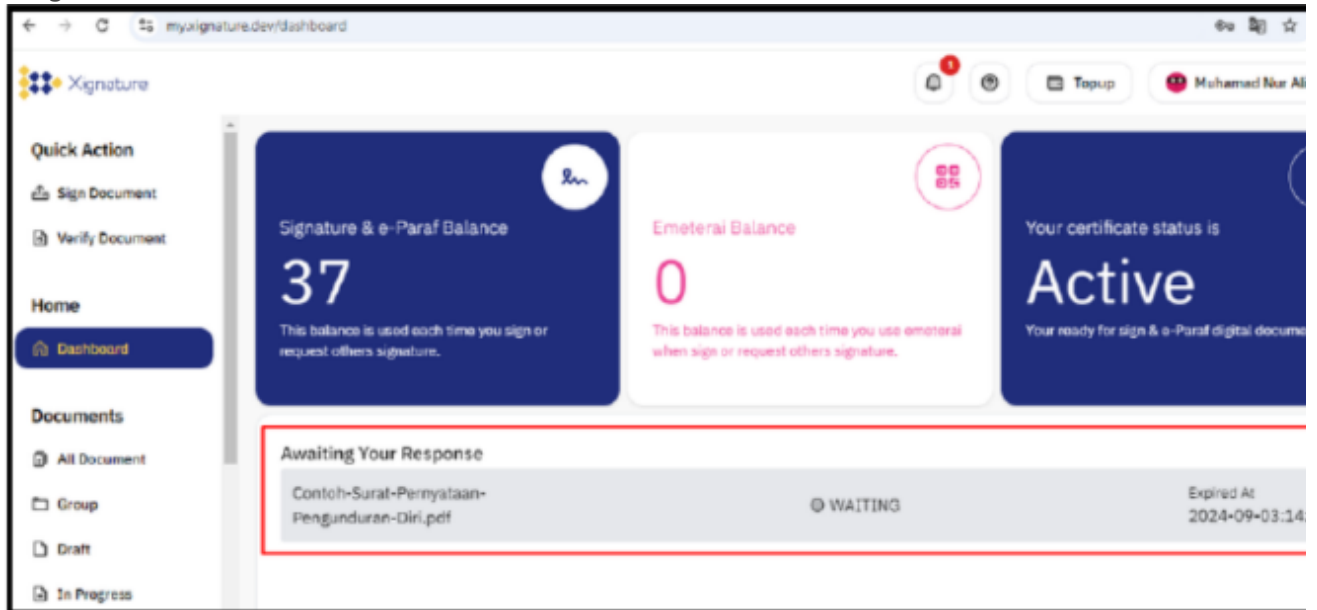 myxignature.dev/dashboard
Xignature
1
Topup
Muhamad Nur Ali
Quick Action
Sign Document
Verify Document
Home
Dashboard
Documents
All Document
Group
Draft
In Progress
Signature & e-Paraf Balance
37
This balance is used each time you sign or
request others signature.
Emeterai Balance
0
This balance is used each time you use emeterai
when sign or request others signature.
Your certificate status is
Active
Your ready for sign & e-Paraf digital docume
Awaiting Your Response
Contoh-Surat-Pernyataan-
Pengunduran-Diri.pdf
WAITING
Expired At
2024-09-03:14: